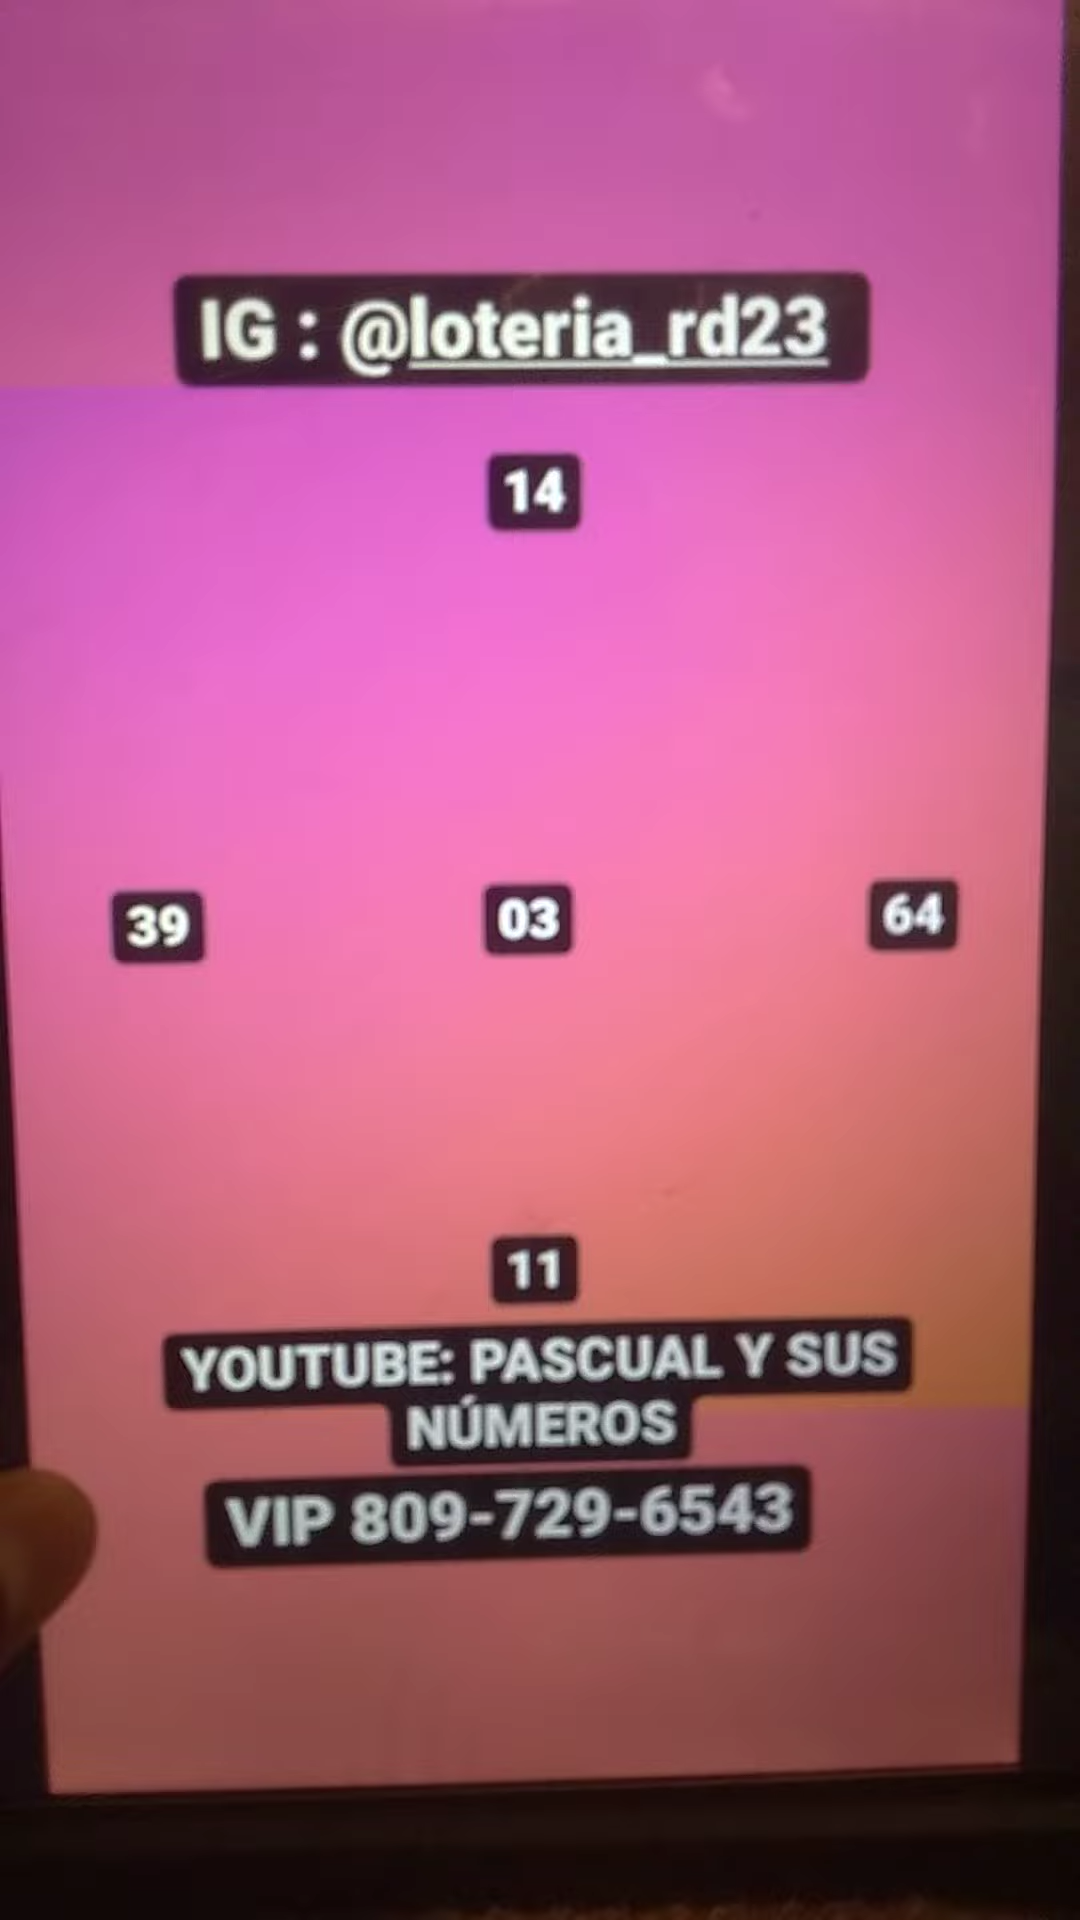 IG : @loteria_rd23
14
39 03 64
11
YOUTUBE: PASCUAL Y SUS
NÚMEROS
VIP 809-729-6543